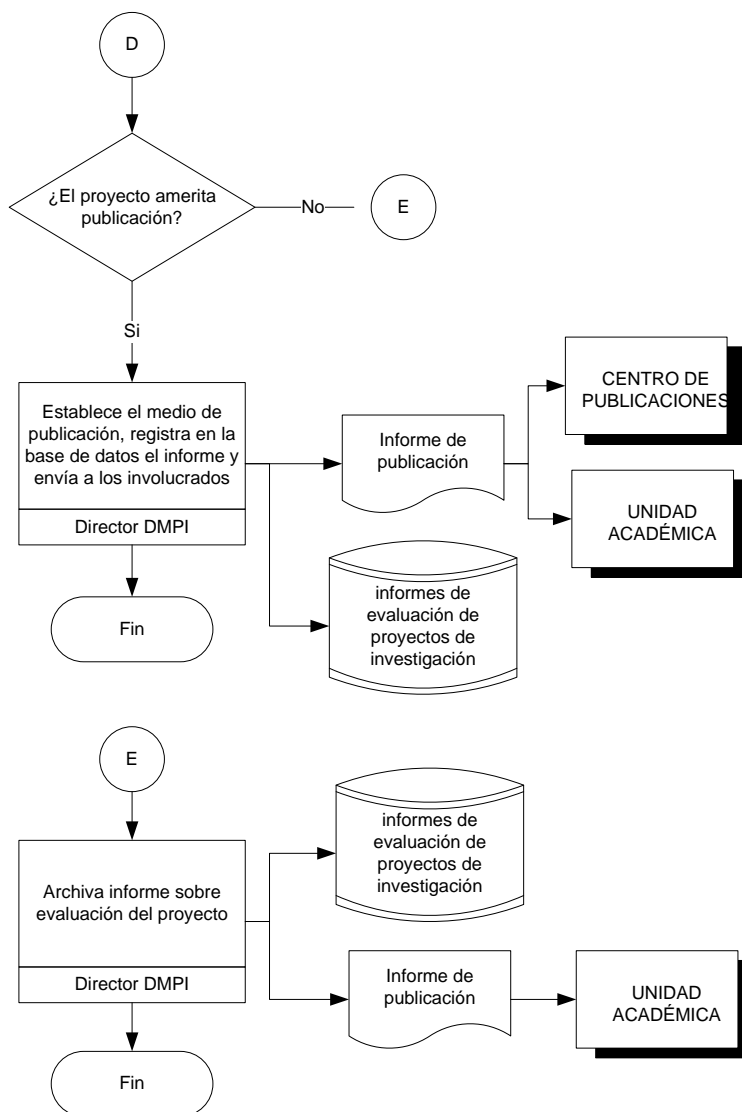 D
¿El proyecto amerita
publicación?
No
E
Si
Establece el medio de
publicación, registra en la
base de datos el informe y
envía a los involucrados
Director DMPI
Fin
Informe de
publicación
CENTRO DE
PUBLICACIONES
UNIDAD
ACADÉMICA
informes de
evaluación de
proyectos de
investigación
E
Archiva informe sobre
evaluación del proyecto
Director DMPI
Fin
informes de
evaluación de
proyectos de
investigación
Informe de
publicación
UNIDAD
ACADÉMICA